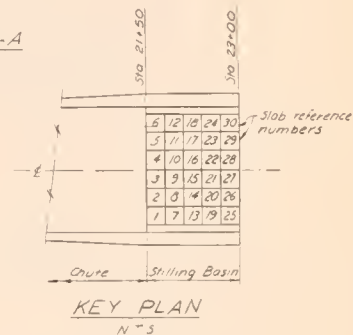 -A
Sta 21+50
Sta 23+00
6 12 18 24 30
5 11 17 23 29
4 10 16 22 28
3 9 15 21 27
2 8 14 20 26
1 7 13 19 25
Slab reference
numbers
℄
Chute
Stilling Basin
KEY PLAN